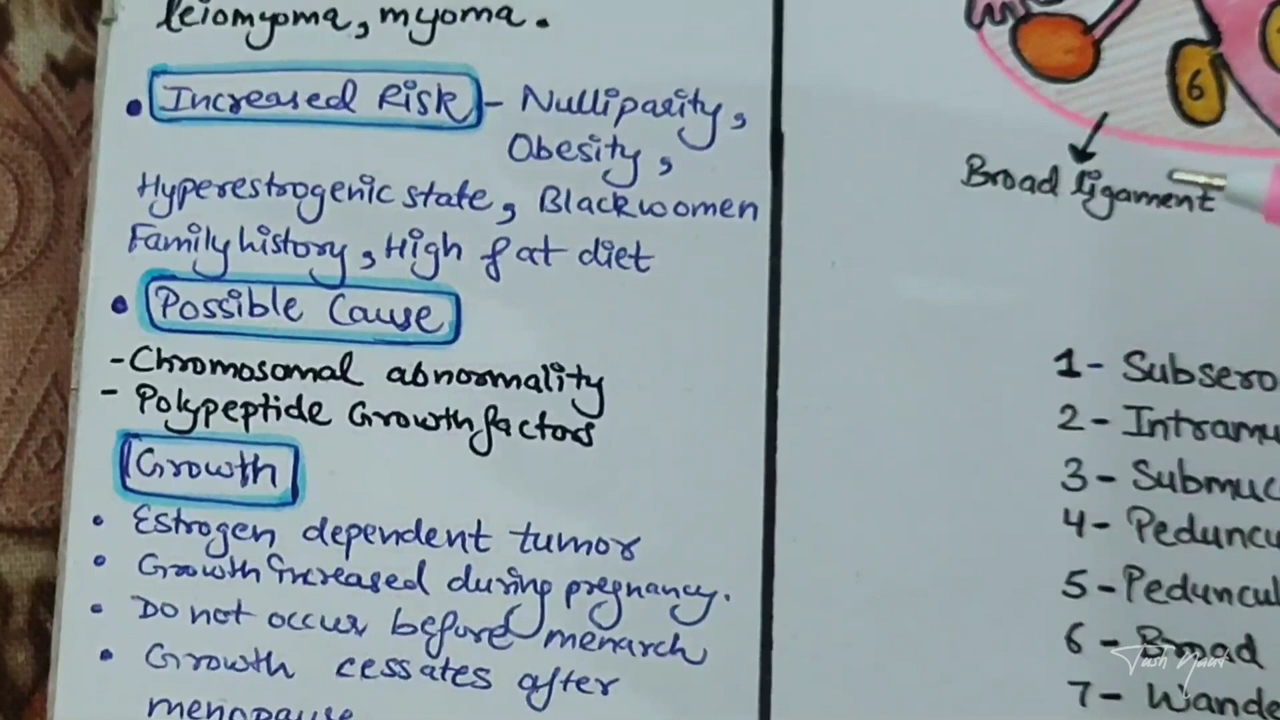 leiomyoma, myoma.
• Increased Risk - Nulliparity,
Obesity,
Hyperestrogenic state, Black women
Family history, High fat diet
• Possible Cause
- Chromosomal abnormality
- Polypeptide Growth factors
Growth
• Estrogen dependent tumor
• Growth increased during pregnancy.
• Do not occur before menarch
• Growth cessates after
menopause
6
Broad ligament
1- Subsero
2- Intramu
3- Submuc
4- Peduncu
5- Peduncul
6- Broad
7- Wande